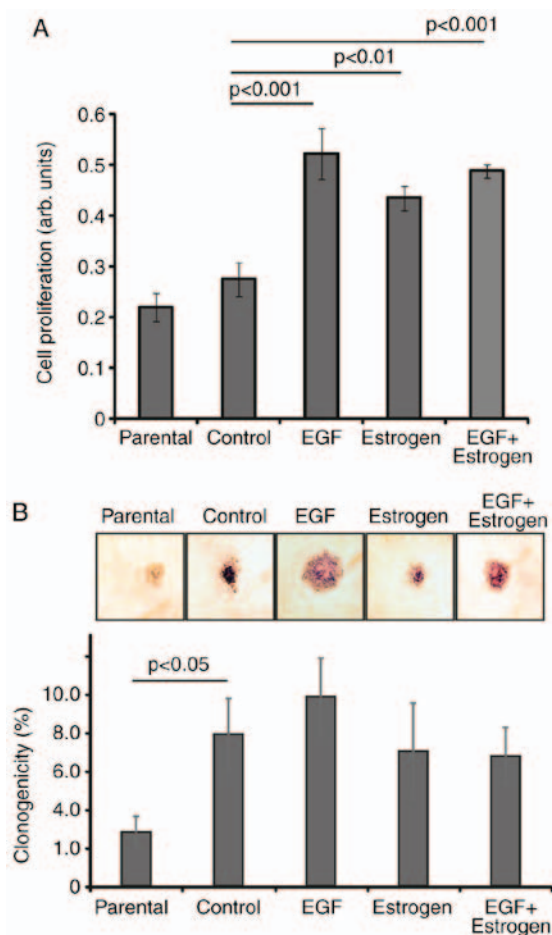 A
p<0.001
p<0.01
p<0.001
Cell proliferation (arb. units)
0.6
0.5
0.4
0.3
0.2
0.1
0
Parental Control EGF Estrogen EGF+
Estrogen
B
Parental Control EGF Estrogen EGF+
Estrogen
p<0.05
Clonogenicity (%)
10.0
8.0
6.0
4.0
1.0
0
Parental Control EGF Estrogen EGF+
Estrogen